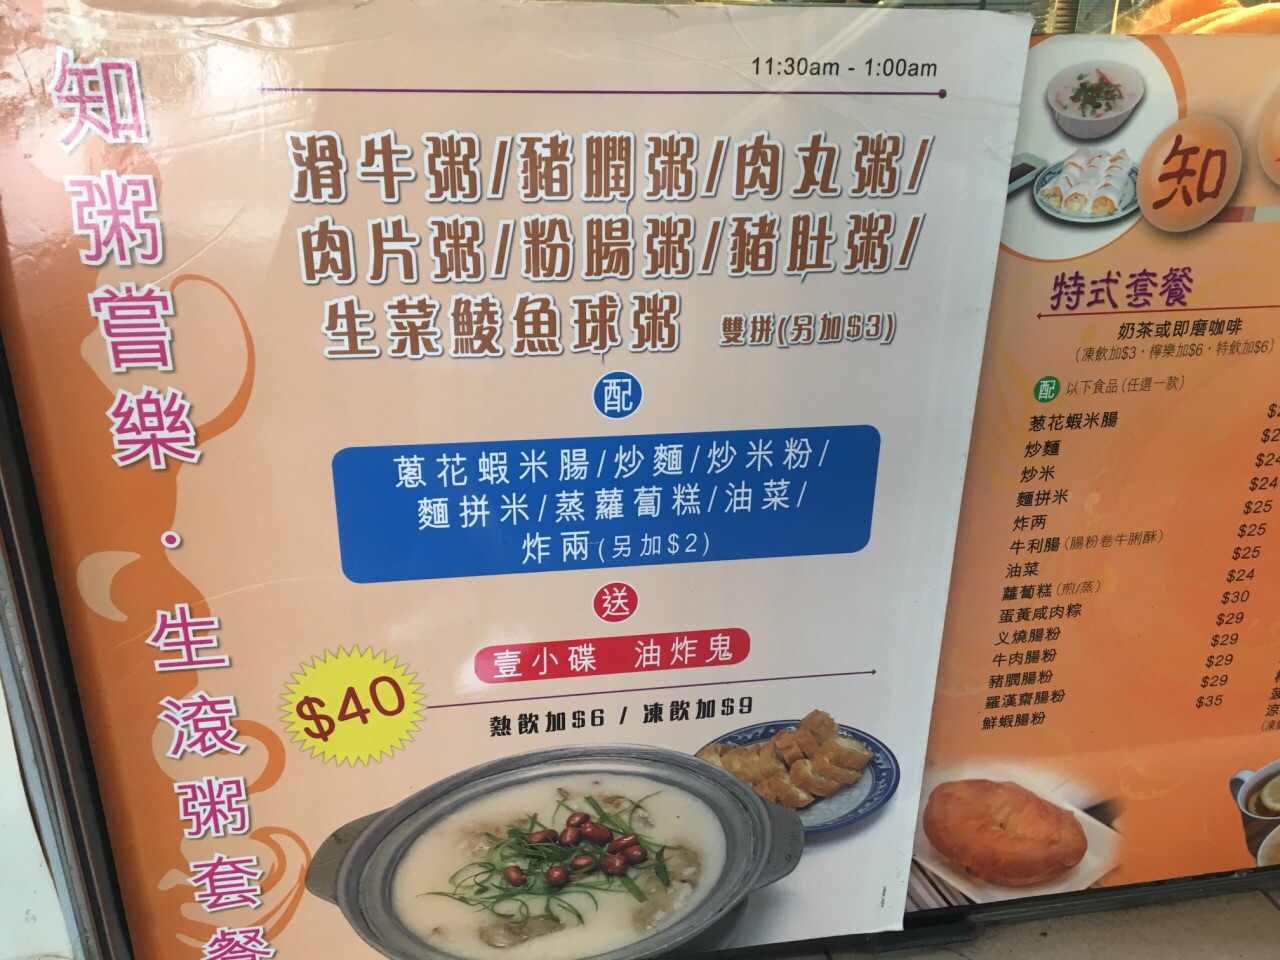 知粥嘗樂·生滾粥套餐
11:30am - 1:00am
滑牛粥/豬膶粥/肉丸粥/
肉片粥/粉腸粥/豬肚粥/
生菜鯪魚球粥 雙拼(另加$3)
配
蔥花蝦米腸/炒麵/炒米粉/
麵拼米/蒸蘿蔔糕/油菜/
炸兩(另加$2)
送
壹小碟 油炸鬼
$40
熱飲加$6 / 凍飲加$9
知
特式套餐
奶茶或即磨咖啡
(凍飲加$3，檸樂加$6，特飲加$6)
配 以下食品(任選一款)
蔥花蝦米腸
炒麵
炒米 $24
麵拼米 $24
炸两 $25
牛利腸(腸粉卷牛脷酥) $25
油菜 $25
蘿蔔糕(煎/蒸) $24
蛋黃咸肉粽 $30
义燒腸粉 $29
牛肉腸粉 $29
豬膶腸粉 $29
羅漢齋腸粉 $29
鮮蝦腸粉 $35